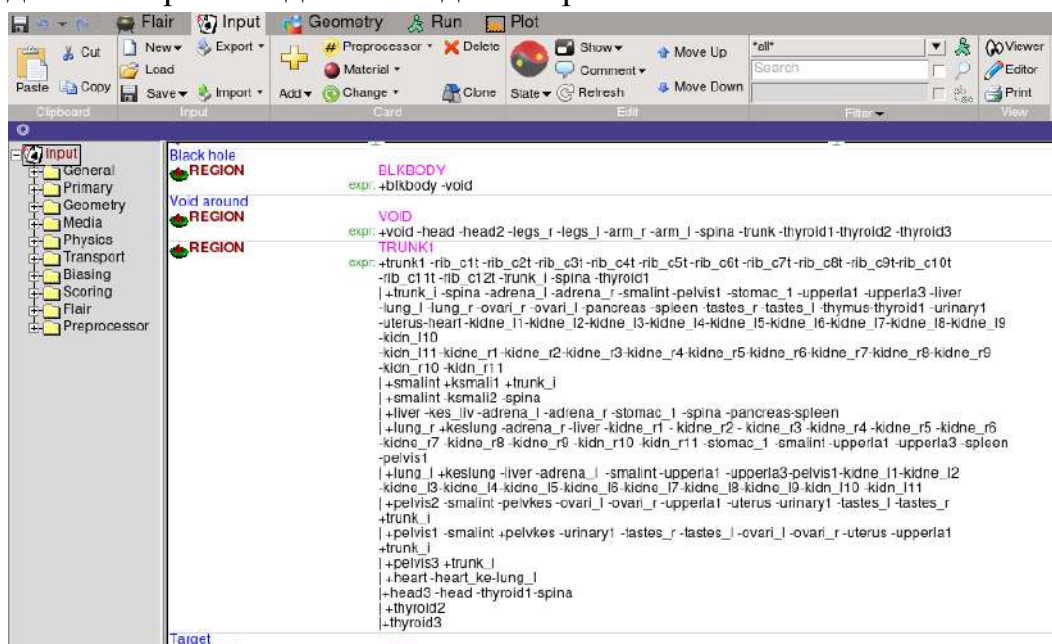 Flair Input Geometry Run Plot
Cut New Export Preprocessor Delete Show Move Up *all* Viewer
Load Material Comment Search Editor
Paste Copy Save Import Add Change Clone State Refresh Move Down Print
Clipboard Input Card Edit Filter View
Input
General
Primary
Geometry
Media
Physics
Transport
Biasing
Scoring
Flair
Preprocessor
Black hole
REGION BLKBODY
expr: +blkbody -void
Void around
REGION VOID
expr: +void -head -head2 -legs_r -legs_l -arm_r -arm_l -spina -trunk -thyroid1 -thyroid2 -thyroid3
REGION TRUNK1
expr: +trunk1 -rib_c1t -rib_c2t -rib_c3t -rib_c4t -rib_c5t -rib_c6t -rib_c7t -rib_c8t -rib_c9t-rib_c10t
-rib_c11t -rib_c12t -trunk_i -spina -thyroid1
| +trunk_i -spina -adrena_l -adrena_r -smalint -pelvis1 -stomac_1 -upperla1 -upperla3 -liver
-lung_l -lung_r -ovari_r -ovari_l -pancreas -spleen -tastes_r -tastes_l -thymus-thyroid1 -urinary1
-uterus-heart -kidne_l1-kidne_l2-kidne_l3-kidne_l4-kidne_l5-kidne_l6-kidne_l7-kidne_l8-kidne_l9
-kidn_l10
-kidn_l11-kidne_r1-kidne_r2-kidne_r3-kidne_r4-kidne_r5-kidne_r6-kidne_r7-kidne_r8-kidne_r9
-kidn_r10 -kidn_r11
| +smalint +ksmali1 +trunk_i
| +smalint -ksmali2 -spina
| +liver -kes_liv -adrena_l -adrena_r -stomac_1 -spina -pancreas-spleen
| +lung_r +keslung -adrena_r -liver -kidne_r1 - kidne_r2 - kidne_r3 -kidne_r4 -kidne_r5 -kidne_r6
-kidne_r7 -kidne_r8 -kidne_r9 -kidn_r10 -kidn_r11 -stomac_1 -smalint -upperla1 -upperla3 -spleen
-pelvis1
| +lung_l +keslung -liver -adrena_l -smalint -upperla1 -upperla3-pelvis1-kidne_l1-kidne_l2
-kidne_l3-kidne_l4-kidne_l5-kidne_l6-kidne_l7-kidne_l8-kidne_l9-kidn_l10 -kidn_l11
| +pelvis2 -smalint -pelvkes -ovari_l -ovari_r -upperla1 -uterus -urinary1 -tastes_l -tastes_r
+trunk_i
| +pelvis1 -smalint +pelvkes -urinary1 -tastes_r -tastes_l -ovari_l -ovari_r -uterus -upperla1
+trunk_i
| +pelvis3 +trunk_i
| +heart -heart_ke-lung_l
|+head3 -head -thyroid1-spina
| +thyroid2
|+thyroid3
Target